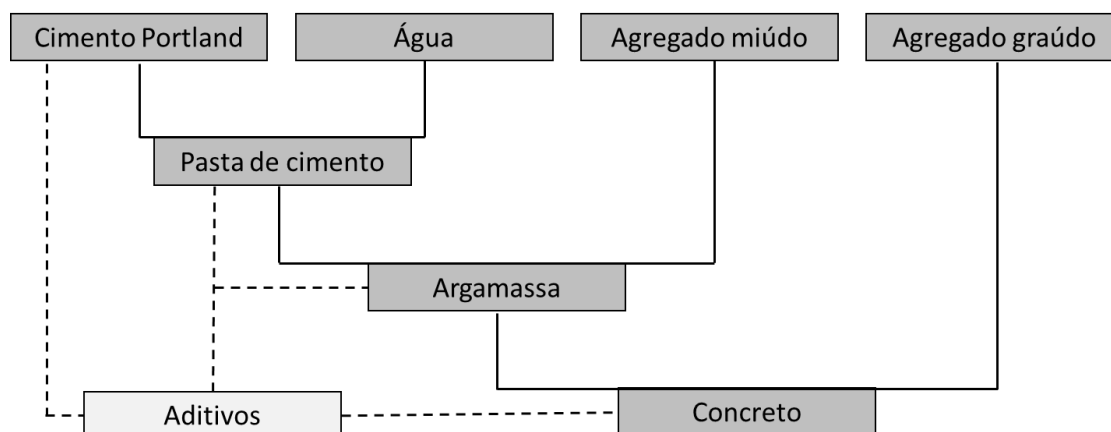 Cimento Portland
Água
Agregado miúdo
Agregado graúdo
Pasta de cimento
Argamassa
Aditivos
Concreto